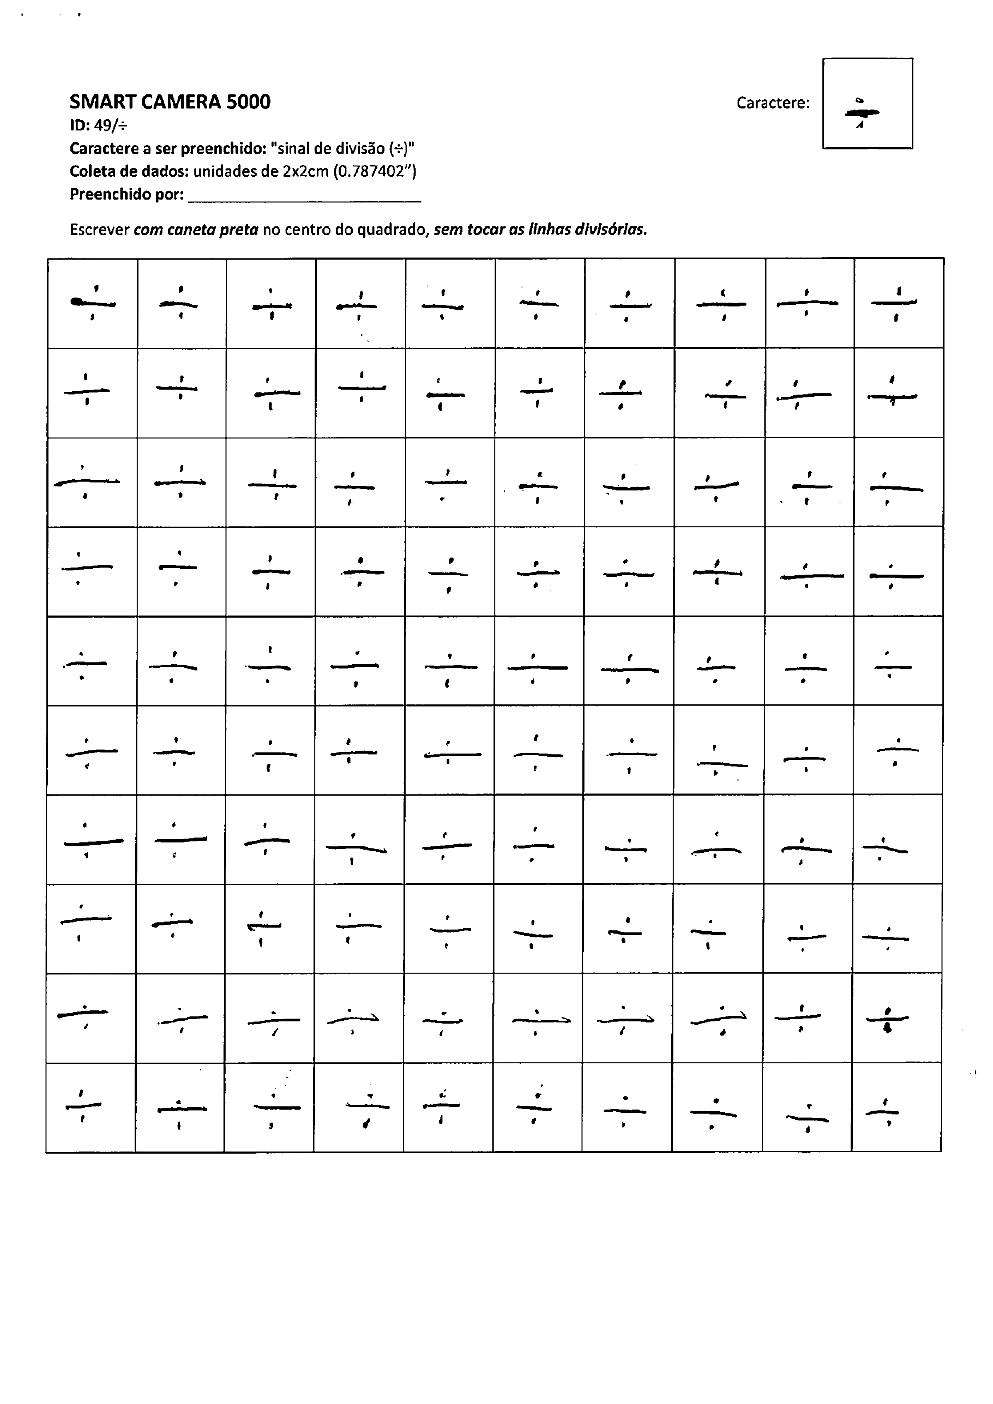 SMART CAMERA 5000
Caractere: ÷
ID: 49/÷
Caractere a ser preenchido: "sinal de divisão (÷)"
Coleta de dados: unidades de 2x2cm (0.787402")
Preenchido por: __________________________
Escrever com caneta preta no centro do quadrado, sem tocar as linhas divisórias.
÷ ÷ ÷ ÷ ÷ ÷ ÷ ÷ ÷ ÷
÷ ÷ ÷ ÷ ÷ ÷ ÷ ÷ ÷ ÷
÷ ÷ ÷ ÷ ÷ ÷ ÷ ÷ ÷ ÷
÷ ÷ ÷ ÷ ÷ ÷ ÷ ÷ ÷ ÷
÷ ÷ ÷ ÷ ÷ ÷ ÷ ÷ ÷ ÷
÷ ÷ ÷ ÷ ÷ ÷ ÷ ÷ ÷ ÷
÷ ÷ ÷ ÷ ÷ ÷ ÷ ÷ ÷ ÷
÷ ÷ ÷ ÷ ÷ ÷ ÷ ÷ ÷ ÷
÷ ÷ ÷ ÷ ÷ ÷ ÷ ÷ ÷ ÷
÷ ÷ ÷ ÷ ÷ ÷ ÷ ÷ ÷ ÷